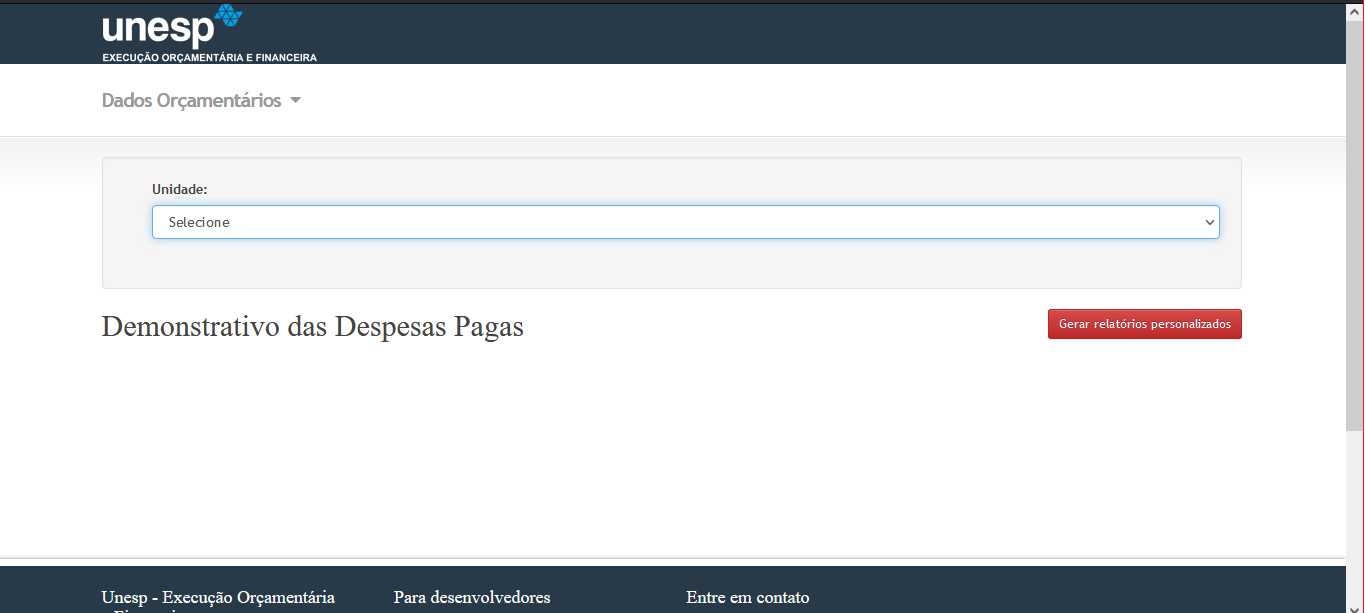 unesp
EXECUÇÃO ORÇAMENTÁRIA E FINANCEIRA
Dados Orçamentários
Unidade:
Selecione
Demonstrativo das Despesas Pagas
Gerar relatórios personalizados
Unesp - Execução Orçamentária
Para desenvolvedores
Entre em contato